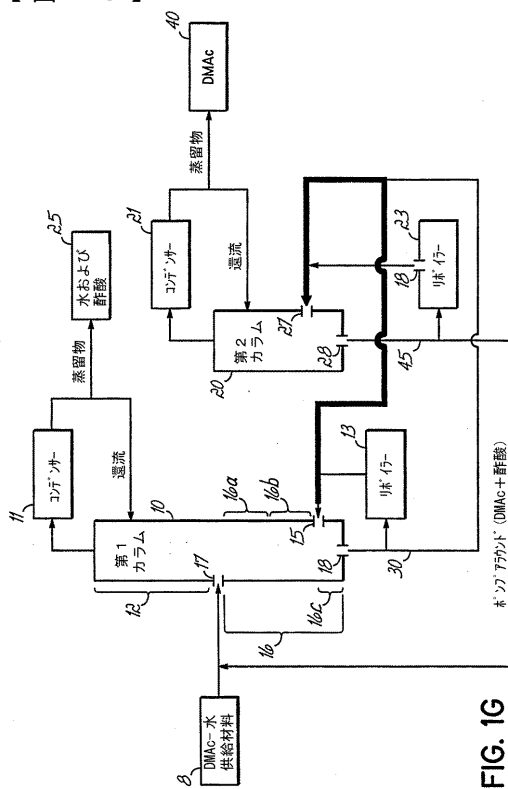 40
DMAc
蒸留物
25
水および
酢酸
21
コンデンサー
蒸留物
還流
11
コンデンサー
還流
20
第2
カラム
27
28
18
23
リボイラー
45
10
第1
カラム
12
17
16a
16b
15
16
16c
18
13
リボイラー
30
8
DMAc-水
供給材料
ポンプアラウンド(DMAc+酢酸)
FIG. 1G